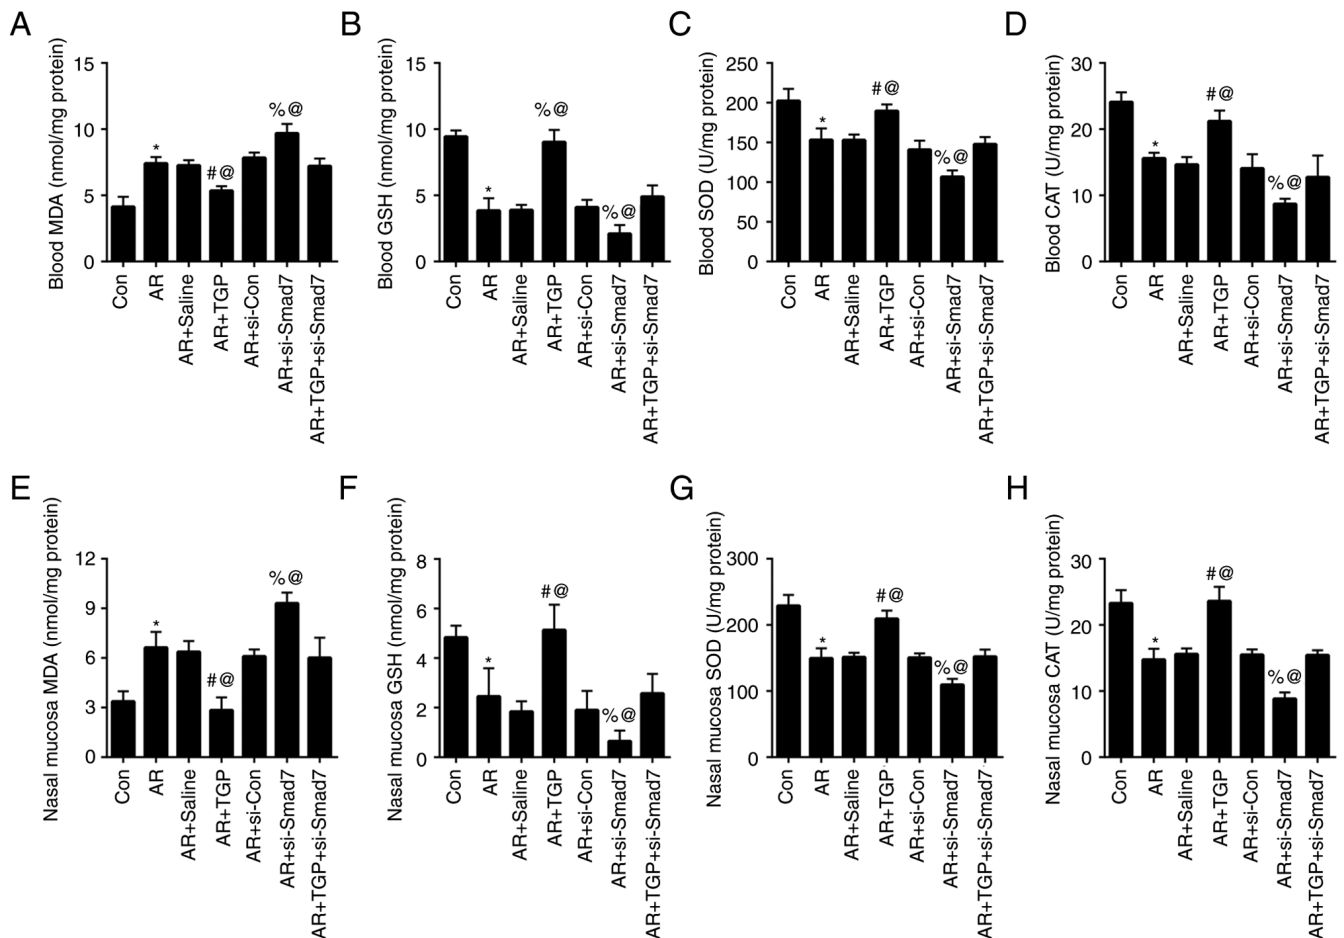 A
Blood MDA (nmol/mg protein)
15
10
5
0
*
#@
%@
Con
AR
AR+Saline
AR+TGP
AR+si-Con
AR+si-Smad7
AR+TGP+si-Smad7
B
Blood GSH (nmol/mg protein)
15
10
5
0
*
%@
%@
Con
AR
AR+Saline
AR+TGP
AR+si-Con
AR+si-Smad7
AR+TGP+si-Smad7
C
Blood SOD (U/mg protein)
250
200
150
100
50
0
*
#@
%@
Con
AR
AR+Saline
AR+TGP
AR+si-Con
AR+si-Smad7
AR+TGP+si-Smad7
D
Blood CAT (U/mg protein)
30
20
10
0
*
#@
%@
Con
AR
AR+Saline
AR+TGP
AR+si-Con
AR+si-Smad7
AR+TGP+si-Smad7
E
Nasal mucosa MDA (nmol/mg protein)
12
9
6
3
0
*
#@
%@
Con
AR
AR+Saline
AR+TGP
AR+si-Con
AR+si-Smad7
AR+TGP+si-Smad7
F
Nasal mucosa GSH (nmol/mg protein)
8
6
4
2
0
*
#@
%@
Con
AR
AR+Saline
AR+TGP
AR+si-Con
AR+si-Smad7
AR+TGP+si-Smad7
G
Nasal mucosa SOD (U/mg protein)
300
200
100
0
*
#@
%@
Con
AR
AR+Saline
AR+TGP
AR+si-Con
AR+si-Smad7
AR+TGP+si-Smad7
H
Nasal mucosa CAT (U/mg protein)
30
20
10
0
*
#@
%@
Con
AR
AR+Saline
AR+TGP
AR+si-Con
AR+si-Smad7
AR+TGP+si-Smad7